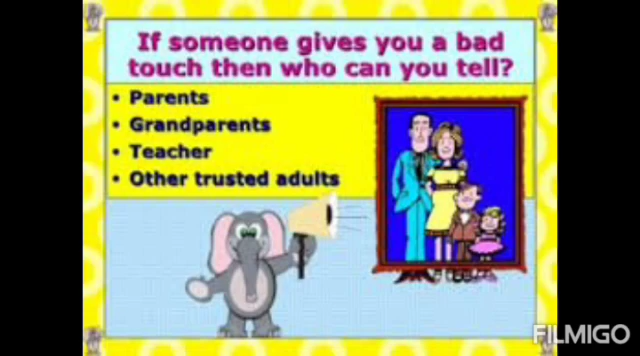 If someone gives you a bad
touch then who can you tell?
• Parents
• Grandparents
• Teacher
• Other trusted adults
FILMIGO